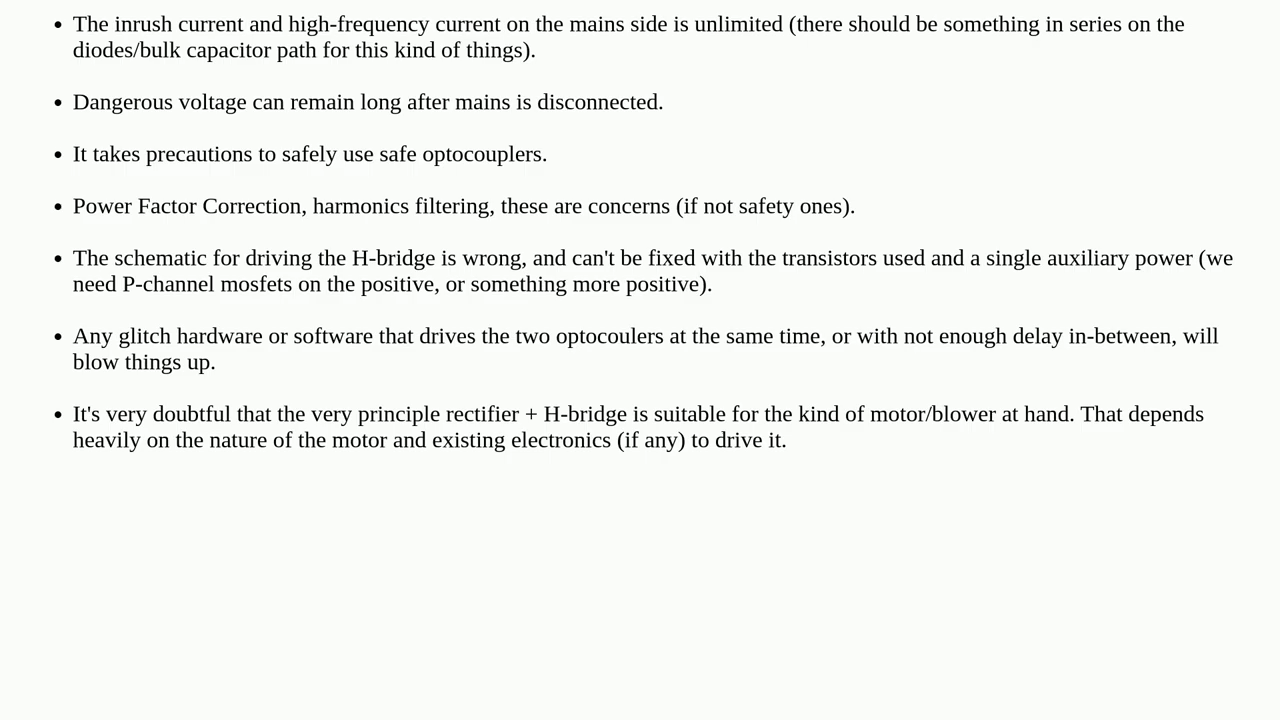 • The inrush current and high-frequency current on the mains side is unlimited (there should be something in series on the
diodes/bulk capacitor path for this kind of things).
• Dangerous voltage can remain long after mains is disconnected.
• It takes precautions to safely use safe optocouplers.
• Power Factor Correction, harmonics filtering, these are concerns (if not safety ones).
• The schematic for driving the H-bridge is wrong, and can't be fixed with the transistors used and a single auxiliary power (we
need P-channel mosfets on the positive, or something more positive).
• Any glitch hardware or software that drives the two optocoulers at the same time, or with not enough delay in-between, will
blow things up.
• It's very doubtful that the very principle rectifier + H-bridge is suitable for the kind of motor/blower at hand. That depends
heavily on the nature of the motor and existing electronics (if any) to drive it.